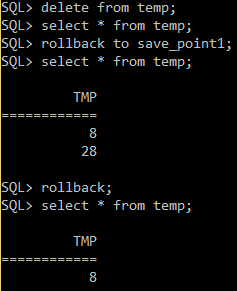 SQL> delete from temp;
SQL> select * from temp;
SQL> rollback to save_point1;
SQL> select * from temp;
TMP
============
8
28
SQL> rollback;
SQL> select * from temp;
TMP
============
8